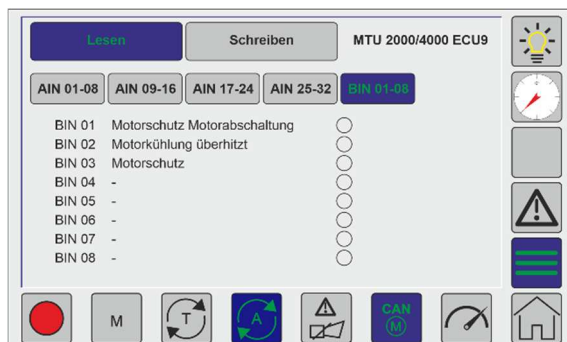 Lesen Schreiben MTU 2000/4000 ECU9
AIN 01-08 AIN 09-16 AIN 17-24 AIN 25-32 BIN 01-08
BIN 01 Motorschutz Motorabschaltung
BIN 02 Motorkühlung überhitzt
BIN 03 Motorschutz
BIN 04 -
BIN 05 -
BIN 06 -
BIN 07 -
BIN 08 -
M T A CAN M